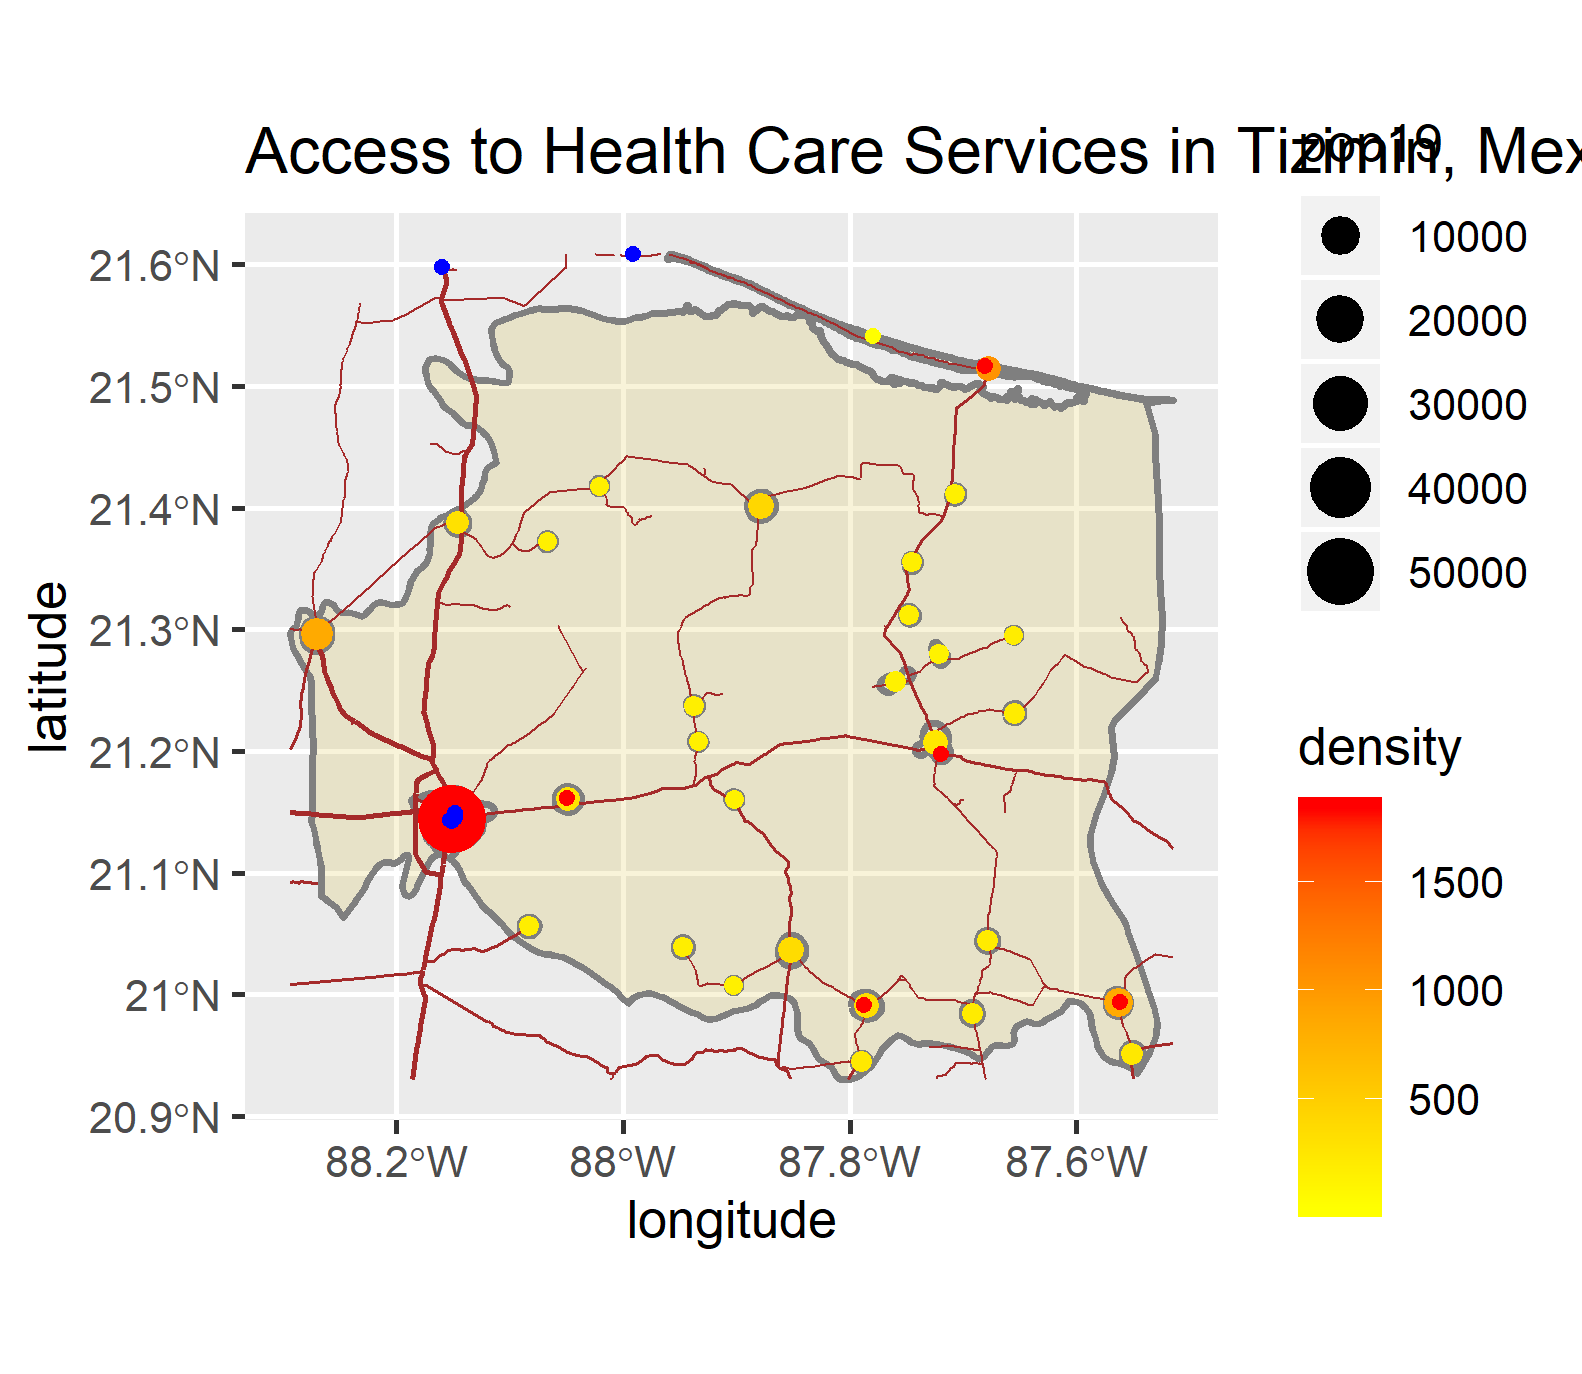 Access to Health Care Services in Tizimin, Mex
pop19
10000
20000
30000
40000
50000
density
1500
1000
500
21.6°N
21.5°N
21.4°N
21.3°N
21.2°N
21.1°N
21°N
20.9°N
latitude
88.2°W
88°W
87.8°W
87.6°W
longitude